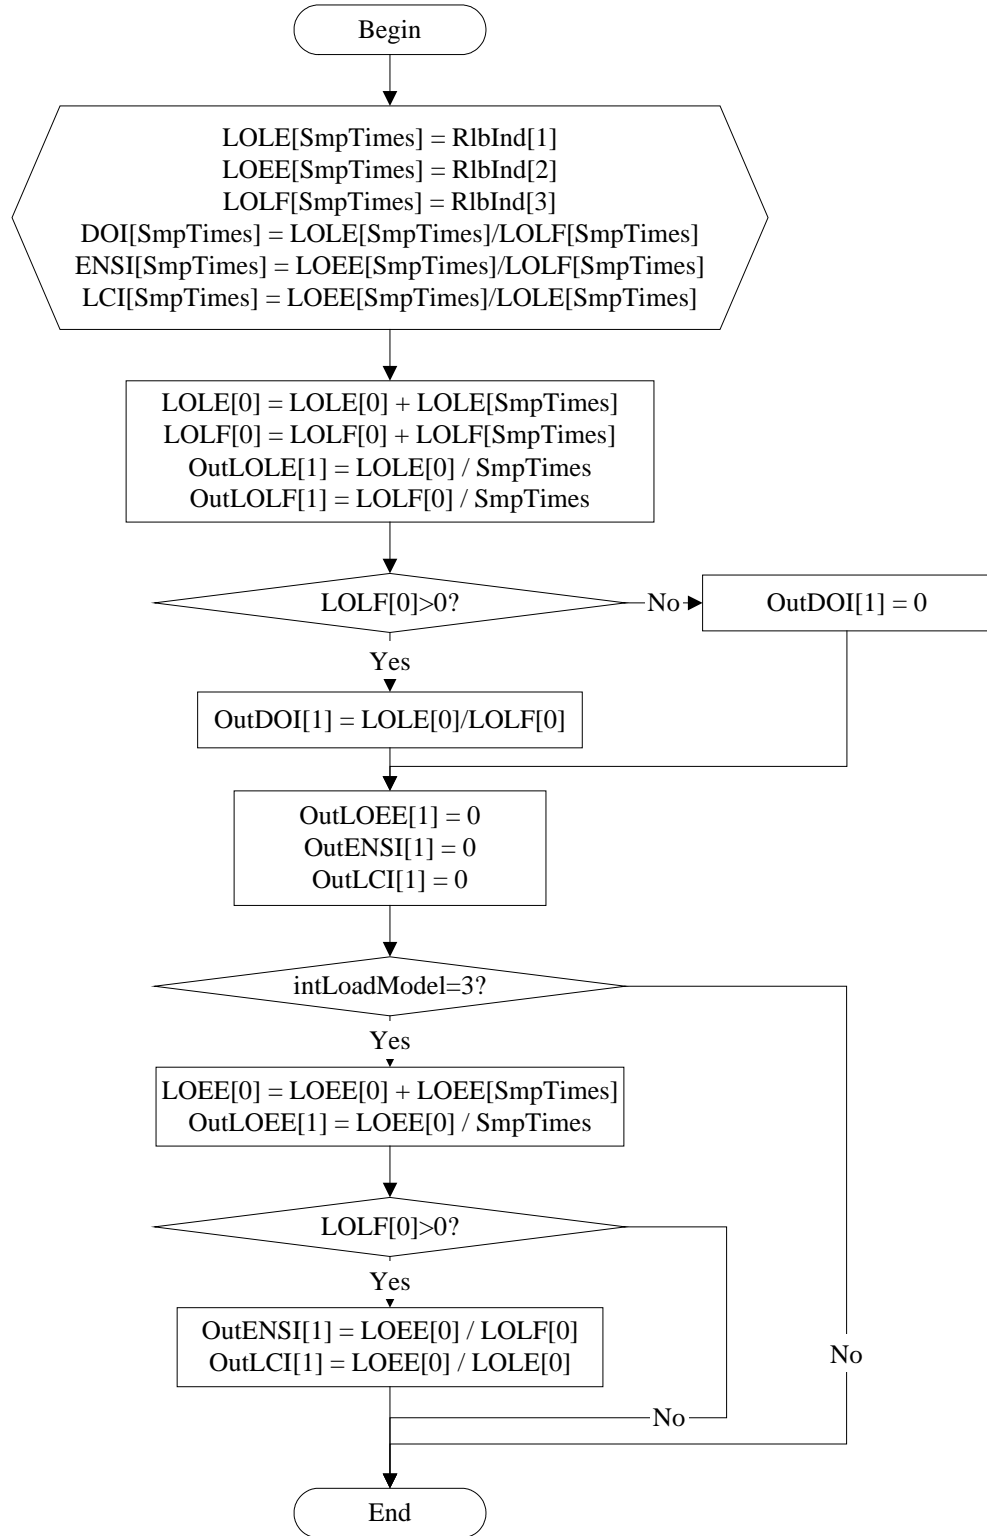 Begin
LOLE[SmpTimes] = RlbInd[1]
LOEE[SmpTimes] = RlbInd[2]
LOLF[SmpTimes] = RlbInd[3]
DOI[SmpTimes] = LOLE[SmpTimes]/LOLF[SmpTimes]
ENSI[SmpTimes] = LOEE[SmpTimes]/LOLF[SmpTimes]
LCI[SmpTimes] = LOEE[SmpTimes]/LOLE[SmpTimes]
LOLE[0] = LOLE[0] + LOLE[SmpTimes]
LOLF[0] = LOLF[0] + LOLF[SmpTimes]
OutLOLE[1] = LOLE[0] / SmpTimes
OutLOLF[1] = LOLF[0] / SmpTimes
LOLF[0]>0?
No
OutDOI[1] = 0
Yes
OutDOI[1] = LOLE[0]/LOLF[0]
OutLOEE[1] = 0
OutENSI[1] = 0
OutLCI[1] = 0
intLoadModel=3?
Yes
LOEE[0] = LOEE[0] + LOEE[SmpTimes]
OutLOEE[1] = LOEE[0] / SmpTimes
LOLF[0]>0?
Yes
OutENSI[1] = LOEE[0] / LOLF[0]
OutLCI[1] = LOEE[0] / LOLE[0]
No
No
End